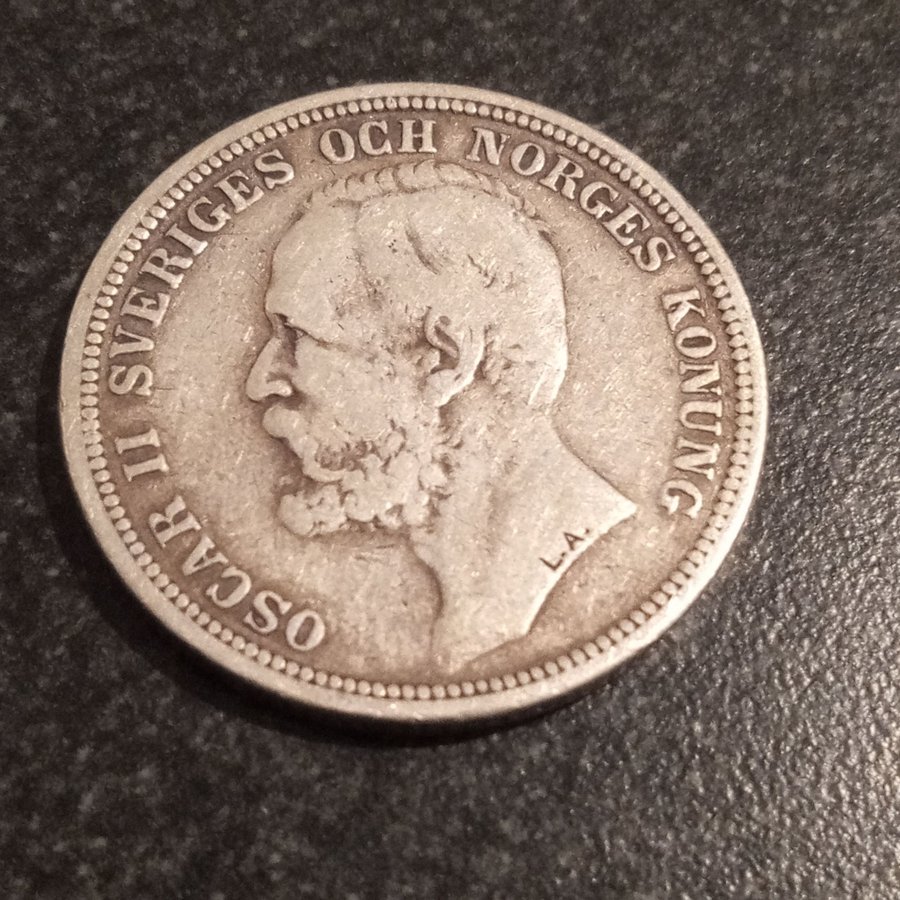 OSCAR II SVERIGES OCH NORGES KONUNG
L.A.